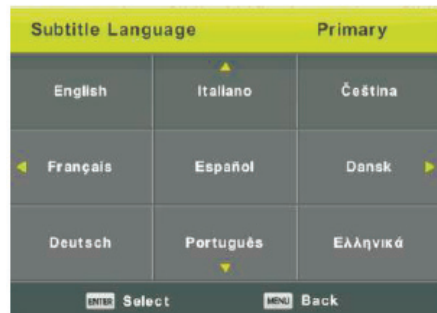 Subtitle Language Primary
English Italiano Čeština
Français Español Dansk
Deutsch Português Ελληνικά
ENTER Select MENU Back